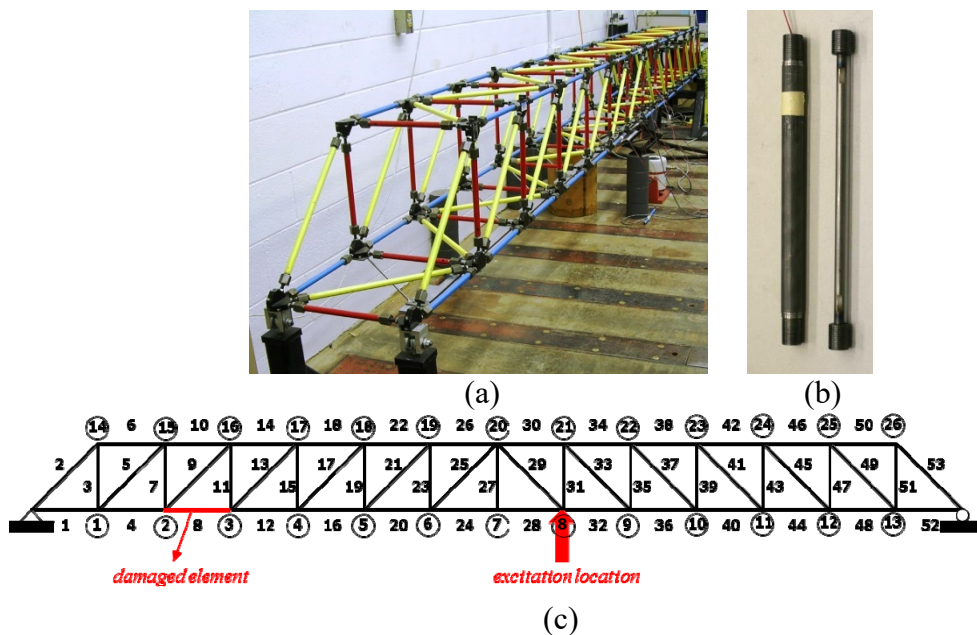 (a)
(b)
14 6 15 10 16 14 17 18 18 22 19 26 20 30 21 34 22 38 23 42 24 46 25 50 26
2 5 9 13 17 21 25 29 33 37 41 45 49 53
3 7 11 15 19 23 27 31 35 39 43 47 51
1 1 4 2 8 3 12 4 16 5 20 6 24 7 28 8 32 9 36 10 40 11 44 12 48 13 52
damaged element
excitation location
(c)